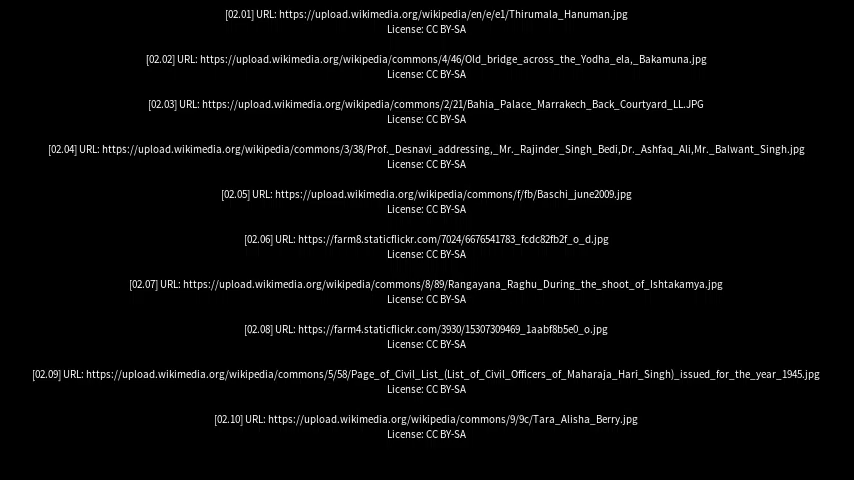 [02.01] URL: https://upload.wikimedia.org/wikipedia/en/e/e1/Thirumala_Hanuman.jpg
License: CC BY-SA
[02.02] URL: https://upload.wikimedia.org/wikipedia/commons/4/46/Old_bridge_across_the_Yodha_ela,_Bakamuna.jpg
License: CC BY-SA
[02.03] URL: https://upload.wikimedia.org/wikipedia/commons/2/21/Bahia_Palace_Marrakech_Back_Courtyard_LL.JPG
License: CC BY-SA
[02.04] URL: https://upload.wikimedia.org/wikipedia/commons/3/38/Prof._Desnavi_addressing,_Mr._Rajinder_Singh_Bedi,Dr._Ashfaq_Ali,Mr._Balwant_Singh.jpg
License: CC BY-SA
[02.05] URL: https://upload.wikimedia.org/wikipedia/commons/f/fb/Baschi_june2009.jpg
License: CC BY-SA
[02.06] URL: https://farm8.staticflickr.com/7024/6676541783_fcdc82fb2f_o_d.jpg
License: CC BY-SA
[02.07] URL: https://upload.wikimedia.org/wikipedia/commons/8/89/Rangayana_Raghu_During_the_shoot_of_Ishtakamya.jpg
License: CC BY-SA
[02.08] URL: https://farm4.staticflickr.com/3930/15307309469_1aabf8b5e0_o.jpg
License: CC BY-SA
[02.09] URL: https://upload.wikimedia.org/wikipedia/commons/5/58/Page_of_Civil_List_(List_of_Civil_Officers_of_Maharaja_Hari_Singh)_issued_for_the_year_1945.jpg
License: CC BY-SA
[02.10] URL: https://upload.wikimedia.org/wikipedia/commons/9/9c/Tara_Alisha_Berry.jpg
License: CC BY-SA